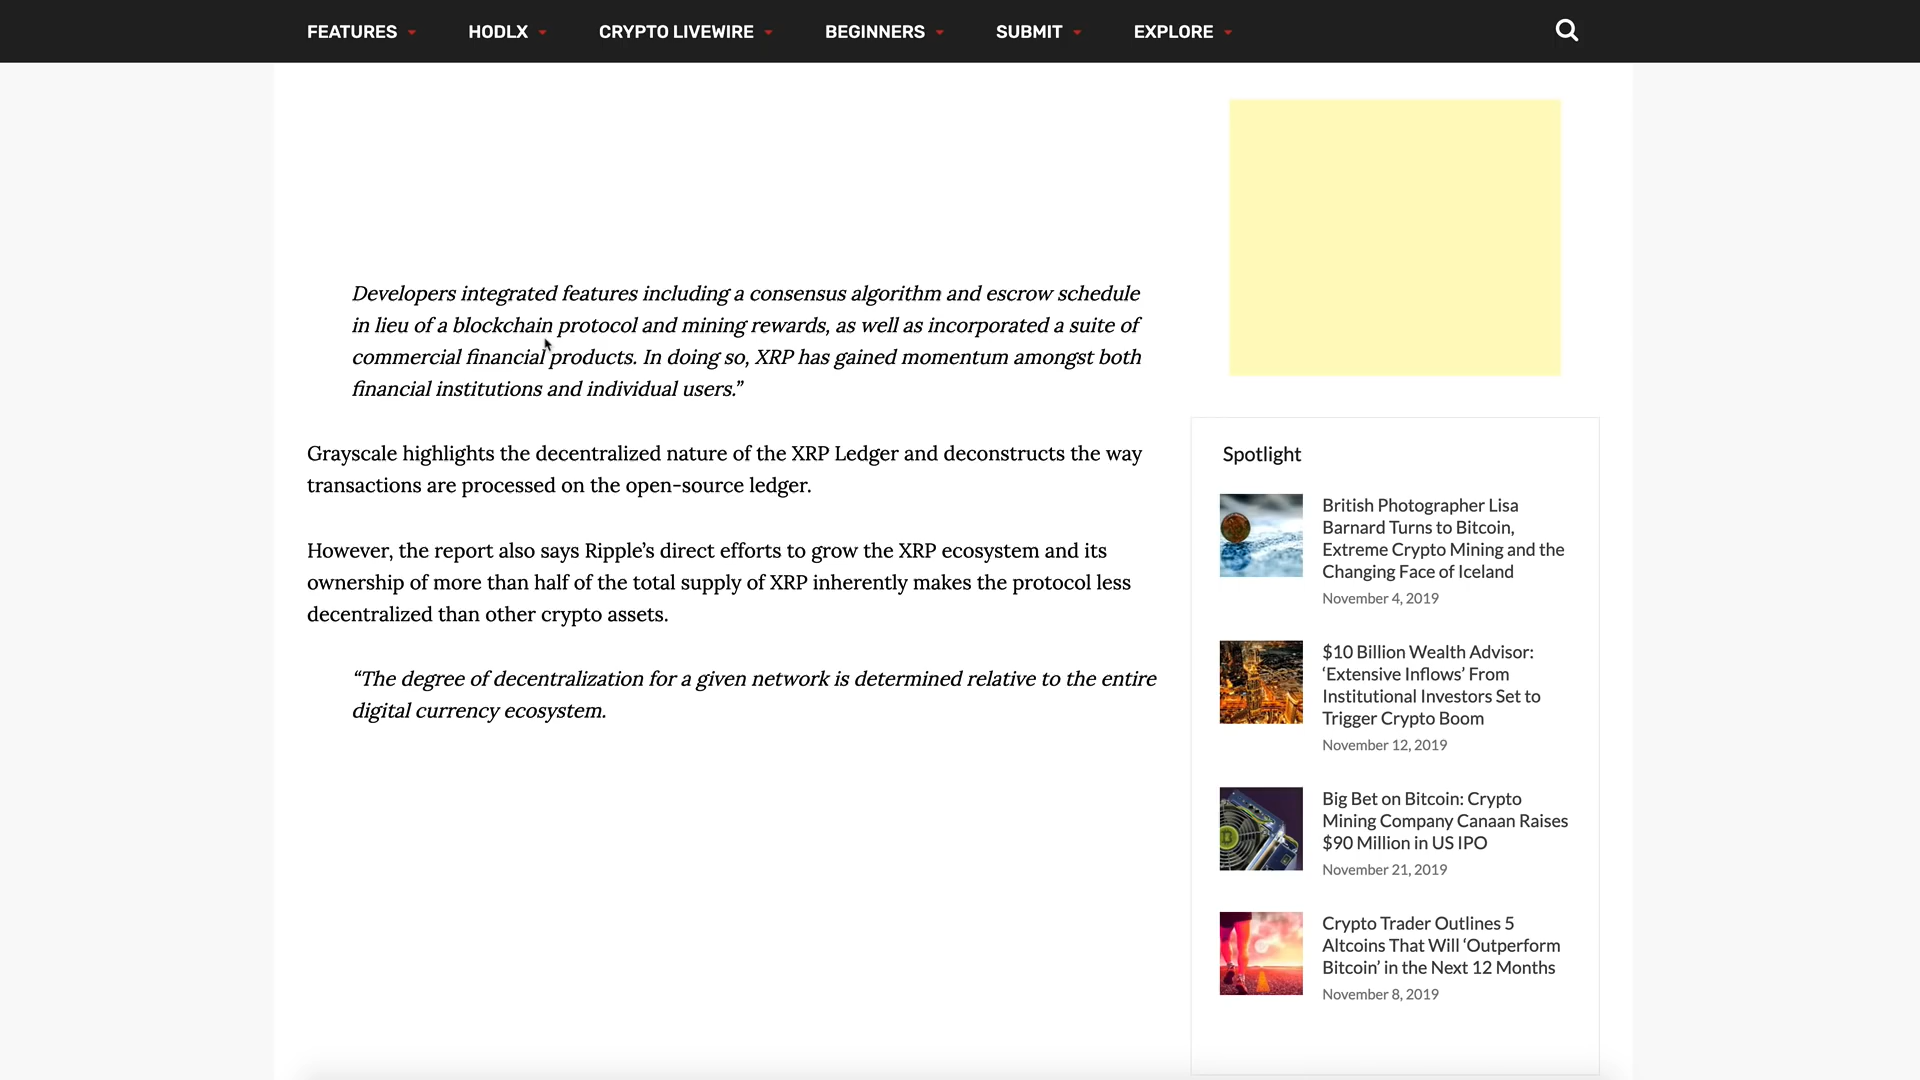 FEATURES HODLX CRYPTO LIVEWIRE BEGINNERS SUBMIT EXPLORE
Developers integrated features including a consensus algorithm and escrow schedule
in lieu of a blockchain protocol and mining rewards, as well as incorporated a suite of
commercial financial products. In doing so, XRP has gained momentum amongst both
financial institutions and individual users.”
Grayscale highlights the decentralized nature of the XRP Ledger and deconstructs the way
transactions are processed on the open-source ledger.
However, the report also says Ripple’s direct efforts to grow the XRP ecosystem and its
ownership of more than half of the total supply of XRP inherently makes the protocol less
decentralized than other crypto assets.
“The degree of decentralization for a given network is determined relative to the entire
digital currency ecosystem.
Spotlight
British Photographer Lisa
Barnard Turns to Bitcoin,
Extreme Crypto Mining and the
Changing Face of Iceland
November 4, 2019
$10 Billion Wealth Advisor:
‘Extensive Inflows’ From
Institutional Investors Set to
Trigger Crypto Boom
November 12, 2019
Big Bet on Bitcoin: Crypto
Mining Company Canaan Raises
$90 Million in US IPO
November 21, 2019
Crypto Trader Outlines 5
Altcoins That Will ‘Outperform
Bitcoin’ in the Next 12 Months
November 8, 2019